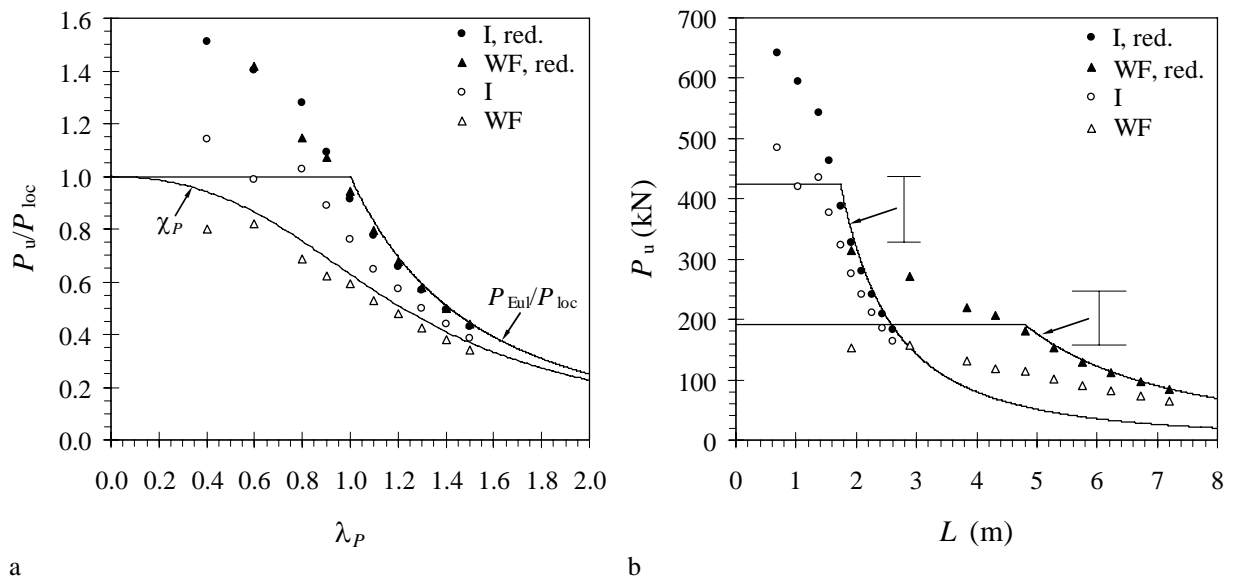 1.6
1.4
1.2
1.0
0.8
0.6
0.4
0.2
0.0
P_u/P_loc
I, red.
WF, red.
I
WF
χ_P
P_Eul/P_loc
0.0 0.2 0.4 0.6 0.8 1.0 1.2 1.4 1.6 1.8 2.0
λ_P
a
700
600
500
400
300
200
100
0
P_u (kN)
I, red.
WF, red.
I
WF
0 1 2 3 4 5 6 7 8
L (m)
b